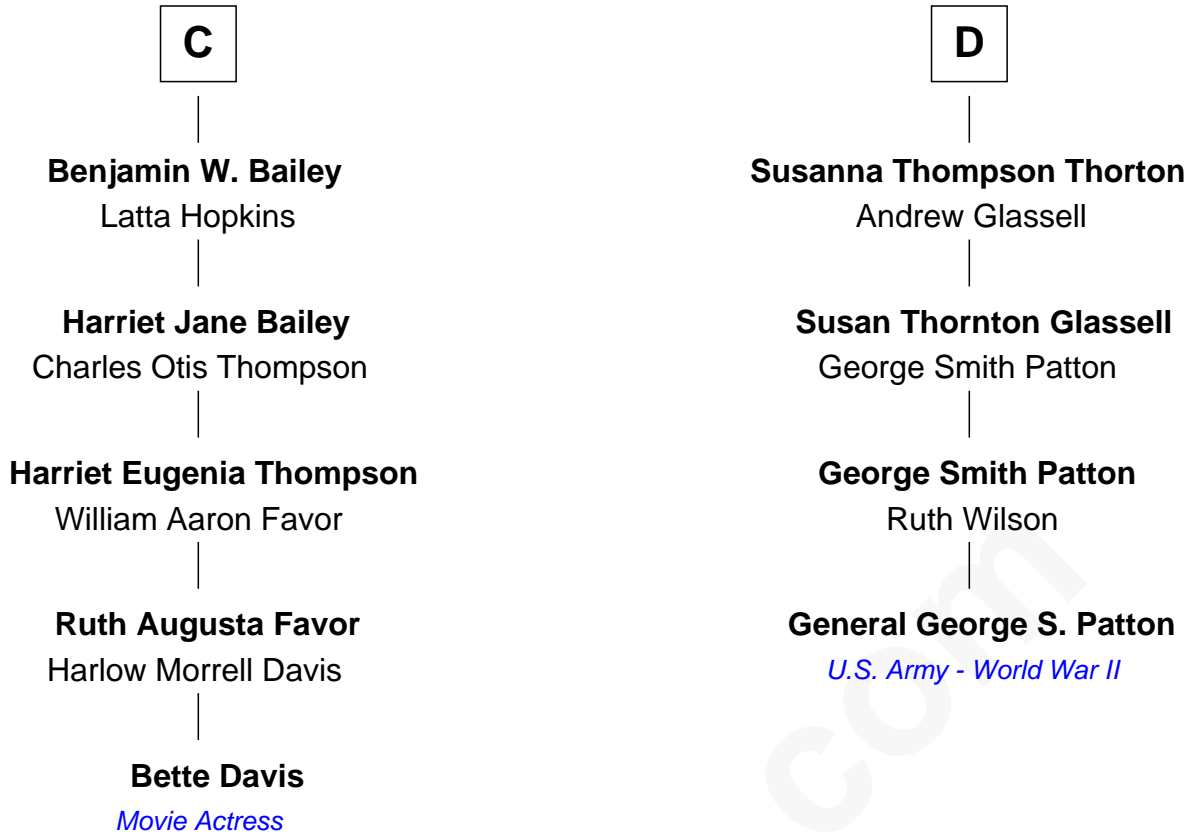 C
Benjamin W. Bailey
Latta Hopkins
Harriet Jane Bailey
Charles Otis Thompson
Harriet Eugenia Thompson
William Aaron Favor
Ruth Augusta Favor
Harlow Morrell Davis
Bette Davis
Movie Actress
D
Susanna Thompson Thorton
Andrew Glassell
Susan Thornton Glassell
George Smith Patton
George Smith Patton
Ruth Wilson
General George S. Patton
U.S. Army - World War II
com